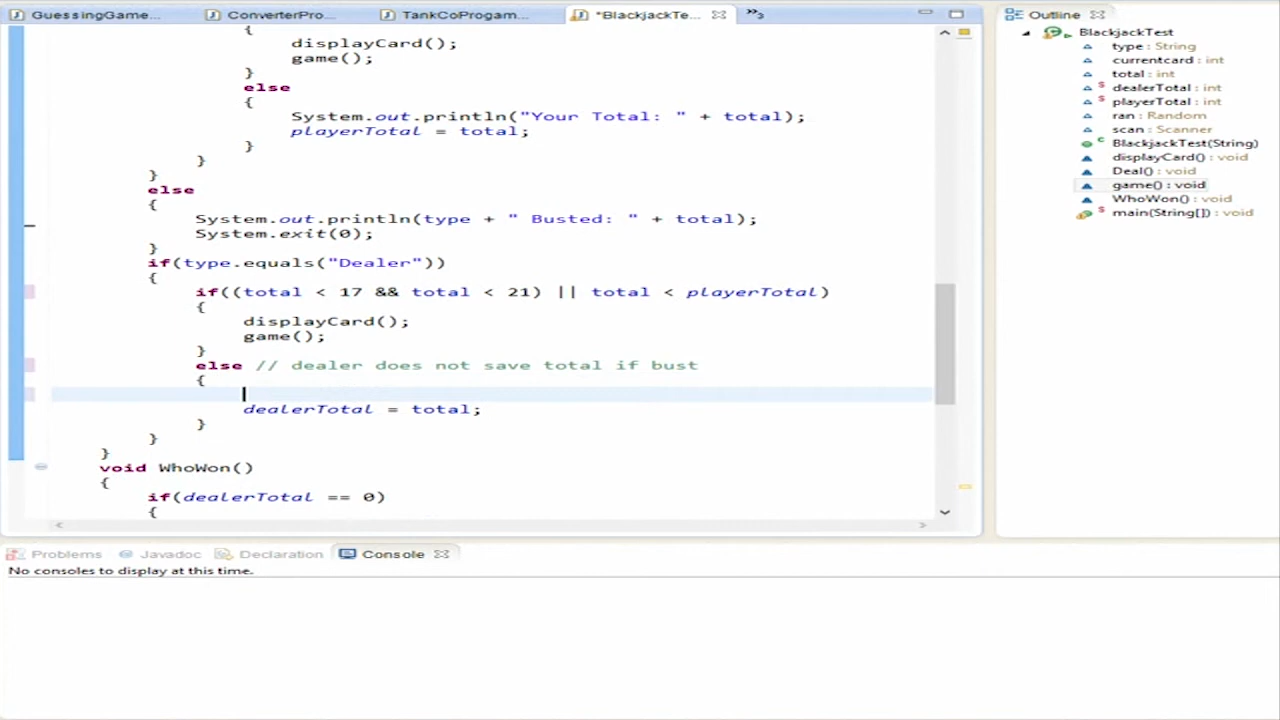 GuessingGame... ConverterPro... TankCoProgam... *BlackjackTe... »3
{
displayCard();
game();
}
else
{
System.out.println("Your Total: " + total);
playerTotal = total;
}
}
}
else
{
System.out.println(type + " Busted: " + total);
System.exit(0);
}
if(type.equals("Dealer"))
{
if((total < 17 && total < 21) || total < playerTotal)
{
displayCard();
game();
}
else // dealer does not save total if bust
{
dealerTotal = total;
}
}
}
void WhoWon()
{
if(dealerTotal == 0)
{
Outline
BlackjackTest
type : String
currentcard : int
total : int
dealerTotal : int
playerTotal : int
ran : Random
scan : Scanner
BlackjackTest(String)
displayCard() : void
Deal() : void
game() : void
WhoWon() : void
main(String[]) : void
Problems Javadoc Declaration Console
No consoles to display at this time.